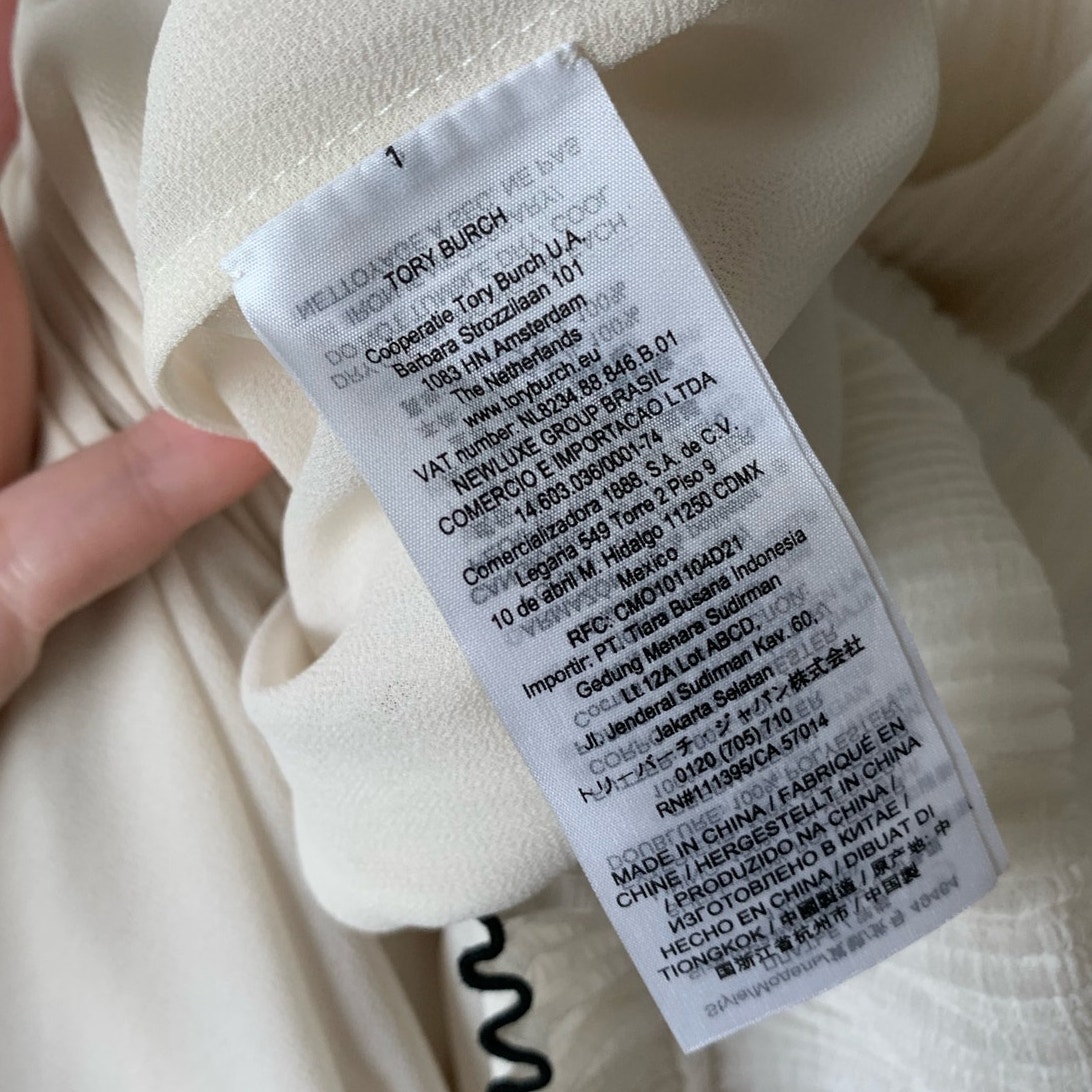 1
TORY BURCH
Coöperatie Tory Burch U.A.
Barbara Strozzilaan 101
1083 HN Amsterdam
The Netherlands
www.toryburch.eu
VAT number NL8234.88.846.B.01
NEWLUXE GROUP BRASIL
COMERCIO E IMPORTACAO LTDA
14.603.036/0001-74
Comercializadora 1888, S.A. de C.V.
Legaria 549 Torre 2 Piso 9
10 de abril M. Hidalgo 11250 CDMX
Mexico
RFC: CMO101104D21
Importir: PT. Tiara Busana Indonesia
Gedung Menara Sudirman
Lt 12A Lot ABCD,
Jl. Jenderal Sudirman Kav. 60,
Jakarta Selatan
トリーバーチ・ジャパン株式会社
0120 (705) 710
RN#111395/CA 57014
MADE IN CHINA / FABRIQUÉ EN
CHINE / HERGESTELLT IN CHINA
/ PRODUZIDO NA CHINA /
ИЗГОТОВЛЕНО В КИТАЕ /
HECHO EN CHINA / DIBUAT DI
TIONGKOK / 中國製造 / 原产地: 中
国浙江省杭州市 / 中国製